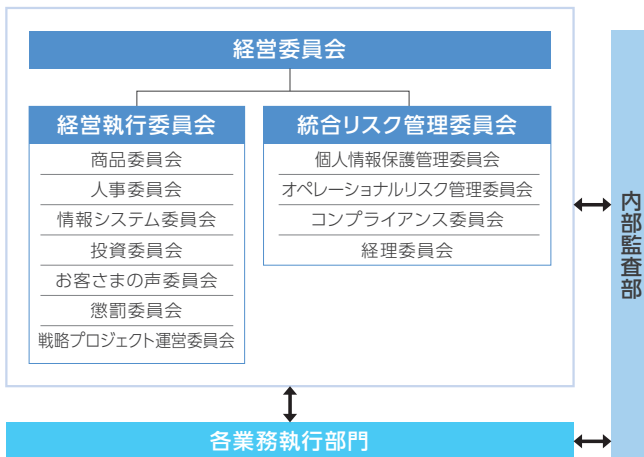 経営委員会
経営執行委員会
商品委員会
人事委員会
情報システム委員会
投資委員会
お客さまの声委員会
懲罰委員会
戦略プロジェクト運営委員会
統合リスク管理委員会
個人情報保護管理委員会
オペレーショナルリスク管理委員会
コンプライアンス委員会
経理委員会
内部監査部
各業務執行部門